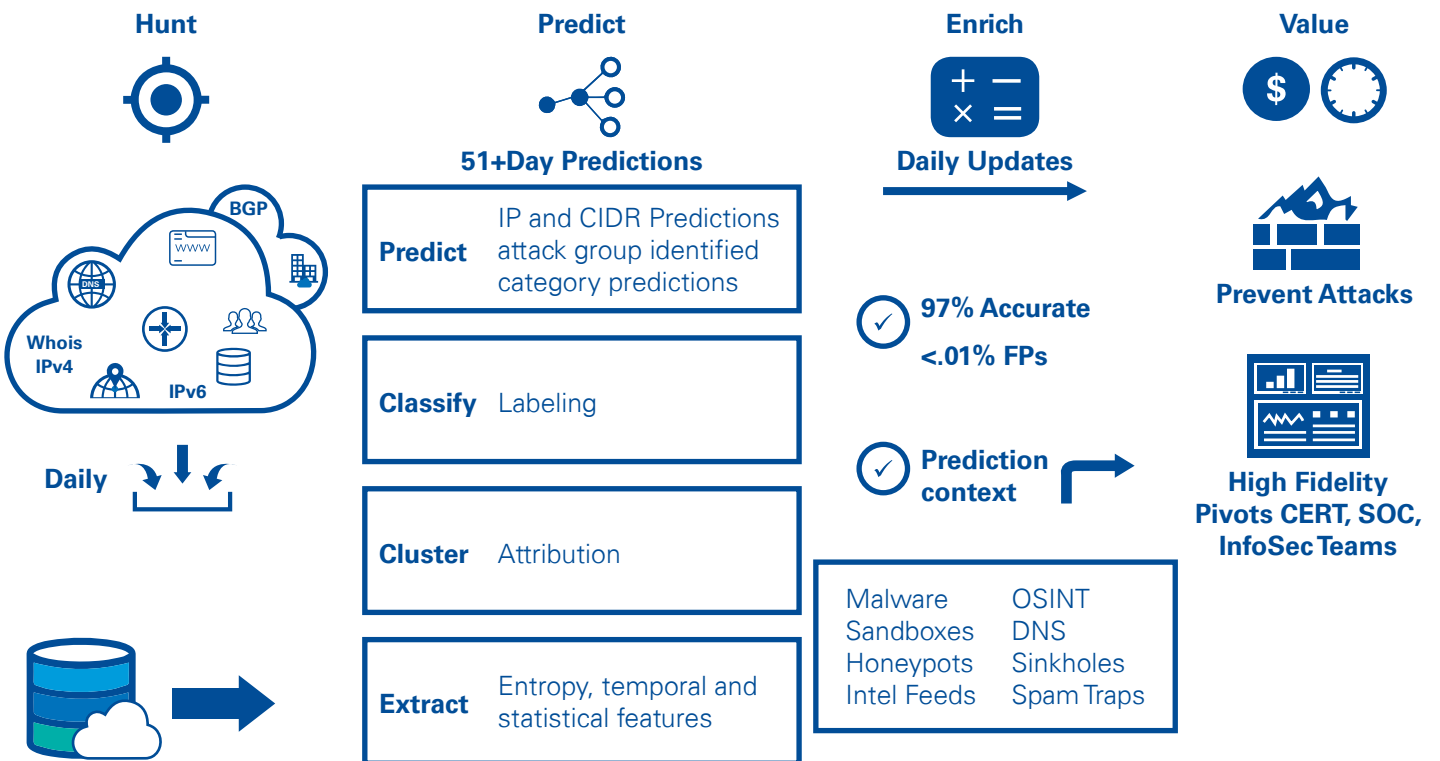 Hunt
BGP
www
DNS
Whois
IPv4
IPv6
Daily
Predict
51+Day Predictions
Predict
IP and CIDR Predictions
attack group identified
category predictions
Classify
Labeling
Cluster
Attribution
Extract
Entropy, temporal and
statistical features
Enrich
Daily Updates
97% Accurate
<.01% FPs
Prediction
context
Malware
Sandboxes
Honeypots
Intel Feeds
OSINT
DNS
Sinkholes
Spam Traps
Value
$
Prevent Attacks
High Fidelity
Pivots CERT, SOC,
InfoSec Teams